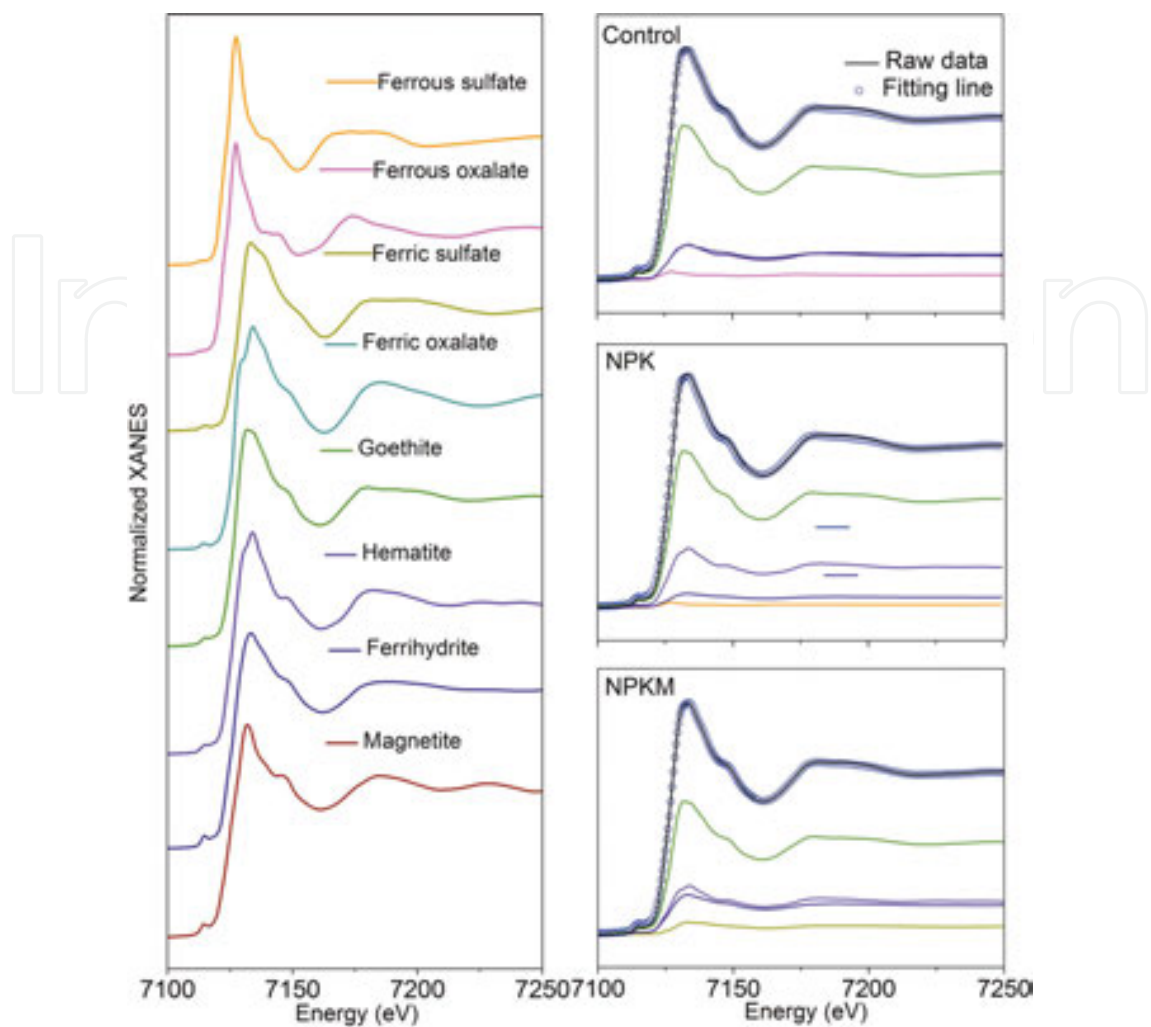 Normalized XANES
Ferrous sulfate
Ferrous oxalate
Ferric sulfate
Ferric oxalate
Goethite
Hematite
Ferrihydrite
Magnetite
7100 7150 7200 7250
Energy (eV)
Control
Raw data
Fitting line
NPK
NPKM
7100 7150 7200 7250
Energy (eV)